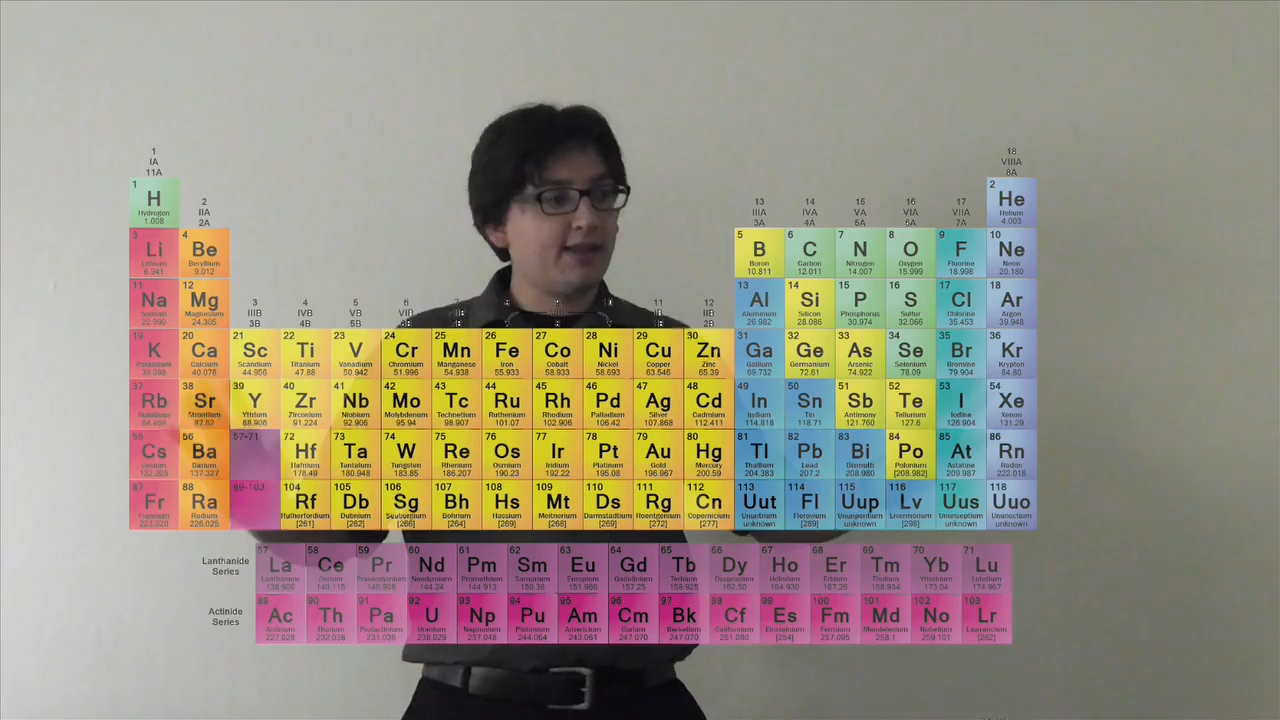 1 18
IA VIIIA
11A 8A
1 2
H 2 13 14 15 16 17 He
Hydrogen IIA IIIA IVA VA VIA VIIA Helium
1.008 2A 3A 4A 5A 6A 7A 4.003
3 4 5 6 7 8 9 10
Li Be B C N O F Ne
Lithium Beryllium Boron Carbon Nitrogen Oxygen Fluorine Neon
6.941 9.012 10.811 12.011 14.007 15.999 18.998 20.180
11 12 13 14 15 16 17 18
Na Mg Al Si P S Cl Ar
Sodium Magnesium Aluminum Silicon Phosphorus Sulfur Chlorine Argon
22.990 24.305 26.982 28.086 30.974 32.066 35.453 39.948
3 4 5 6 7 8 9 10 11 12
IIIB IVB VB VIB IB IIB
3B 4B 5B 6B 1B 2B
19 20 21 22 23 24 25 26 27 28 29 30 31 32 33 34 35 36
K Ca Sc Ti V Cr Mn Fe Co Ni Cu Zn Ga Ge As Se Br Kr
Potassium Calcium Scandium Titanium Vanadium Chromium Manganese Iron Cobalt Nickel Copper Zinc Gallium Germanium Arsenic Selenium Bromine Krypton
39.098 40.078 44.956 47.88 50.942 51.996 54.938 55.933 58.933 58.693 63.546 65.39 69.732 72.61 74.922 78.09 79.904 84.80
37 38 39 40 41 42 43 44 45 46 47 48 49 50 51 52 53 54
Rb Sr Y Zr Nb Mo Tc Ru Rh Pd Ag Cd In Sn Sb Te I Xe
Rubidium Strontium Yttrium Zirconium Niobium Molybdenum Technetium Ruthenium Rhodium Palladium Silver Cadmium Indium Tin Antimony Tellurium Iodine Xenon
84.468 87.62 88.906 91.224 92.906 95.94 98.907 101.07 102.906 106.42 107.868 112.411 114.818 118.71 121.760 127.6 126.904 131.29
55 56 57-71 72 73 74 75 76 77 78 79 80 81 82 83 84 85 86
Cs Ba Hf Ta W Re Os Ir Pt Au Hg Tl Pb Bi Po At Rn
Cesium Barium Hafnium Tantalum Tungsten Rhenium Osmium Iridium Platinum Gold Mercury Thallium Lead Bismuth Polonium Astatine Radon
132.905 137.327 178.49 180.948 183.85 186.207 190.23 192.22 195.08 196.967 200.59 204.383 207.2 208.980 [208.982] 209.987 222.018
87 88 89-103 104 105 106 107 108 109 110 111 112 113 114 115 116 117 118
Fr Ra Rf Db Sg Bh Hs Mt Ds Rg Cn Uut Fl Uup Lv Uus Uuo
Francium Radium Rutherfordium Dubnium Seaborgium Bohrium Hassium Meitnerium Darmstadtium Roentgenium Copernicium Ununtrium Flerovium Ununpentium Livermorium Ununseptium Ununoctium
223.020 226.025 [261] [262] [266] [264] [269] [268] [269] [272] [277] unknown [289] unknown [298] unknown unknown
57 58 59 60 61 62 63 64 65 66 67 68 69 70 71
Lanthanide Series La Ce Pr Nd Pm Sm Eu Gd Tb Dy Ho Er Tm Yb Lu
Lanthanum Cerium Praseodymium Neodymium Promethium Samarium Europium Gadolinium Terbium Dysprosium Holmium Erbium Thulium Ytterbium Lutetium
138.906 140.115 140.908 144.24 144.913 150.36 151.966 157.25 158.925 162.50 164.930 167.26 168.934 173.04 174.967
89 90 91 92 93 94 95 96 97 98 99 100 101 102 103
Actinide Series Ac Th Pa U Np Pu Am Cm Bk Cf Es Fm Md No Lr
Actinium Thorium Protactinium Uranium Neptunium Plutonium Americium Curium Berkelium Californium Einsteinium Fermium Mendelevium Nobelium Lawrencium
227.028 232.038 231.036 238.029 237.048 244.064 243.061 247.070 247.070 251.080 [254] 257.095 258.1 259.101 [262]